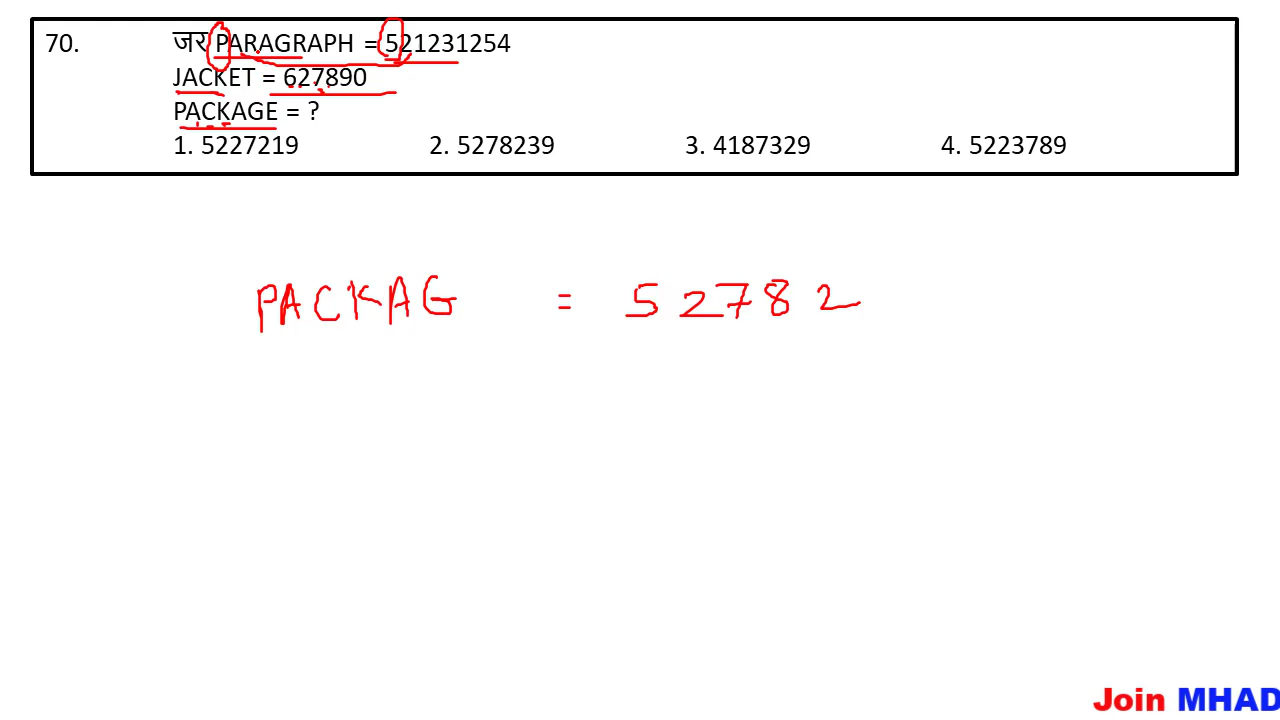 70. जर PARAGRAPH = 521231254
JACKET = 627890
PACKAGE = ?
1. 5227219 2. 5278239 3. 4187329 4. 5223789
PACKAG = 52782
Join MHAD